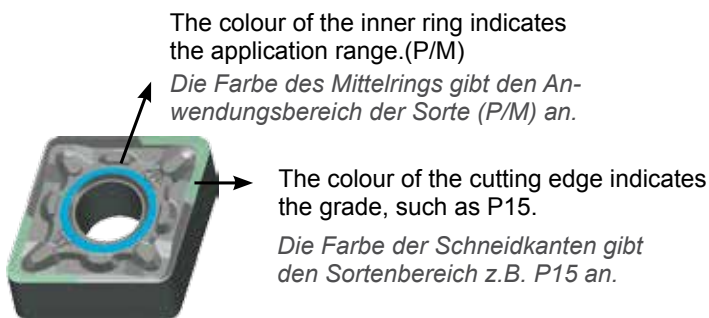 The colour of the inner ring indicates
the application range.(P/M)
Die Farbe des Mittelrings gibt den An-
wendungsbereich der Sorte (P/M) an.
The colour of the cutting edge indicates
the grade, such as P15.
Die Farbe der Schneidkanten gibt
den Sortenbereich z.B. P15 an.